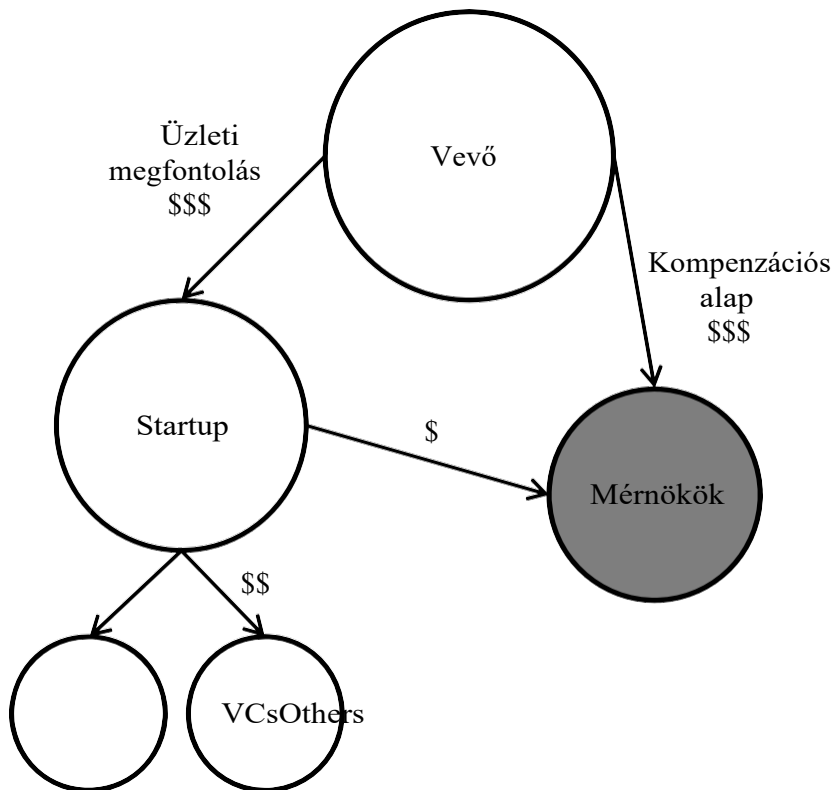 Üzleti
megfontolás
$$$
Vevő
Kompenzációs
alap
$$$
Startup
$
Mérnökök
$$
VCsOthers